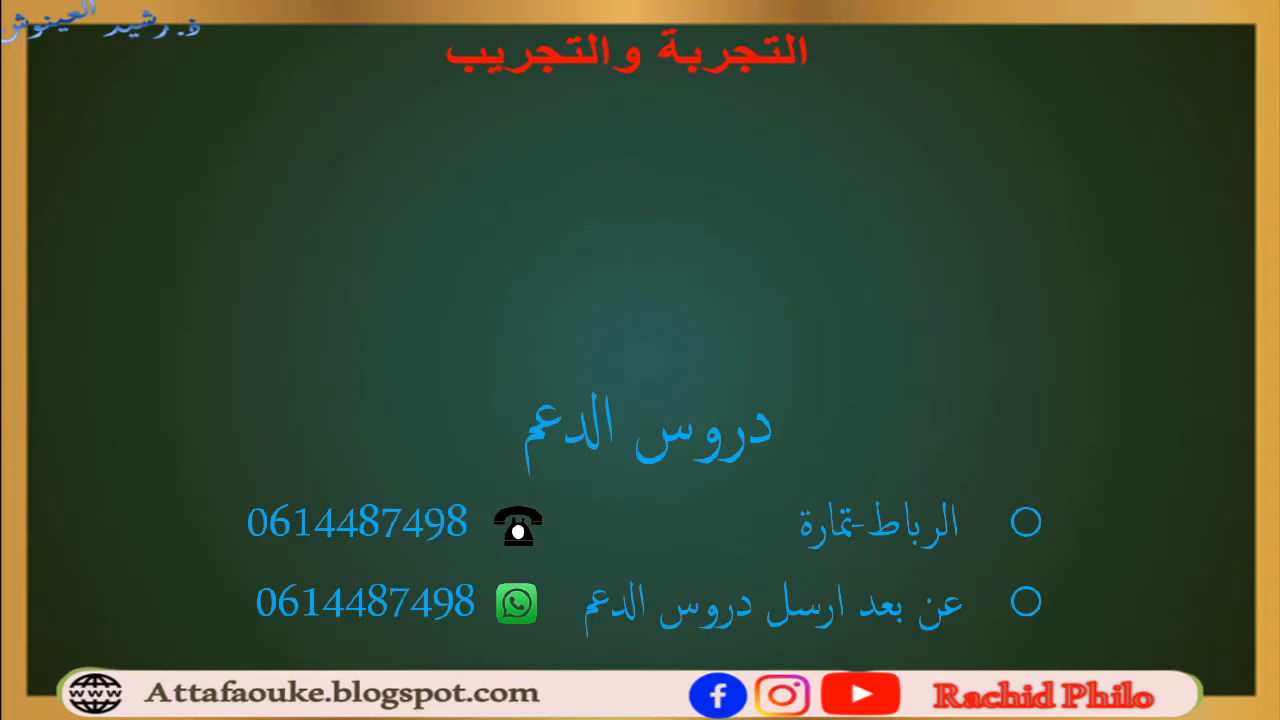 ذ. رشيد العينوش
التجربة والتجريب
دروس الدعم
الرباط-تمارة 0614487498
عن بعد ارسل دروس الدعم 0614487498
www Attafaouke.blogspot.com Rachid Philo